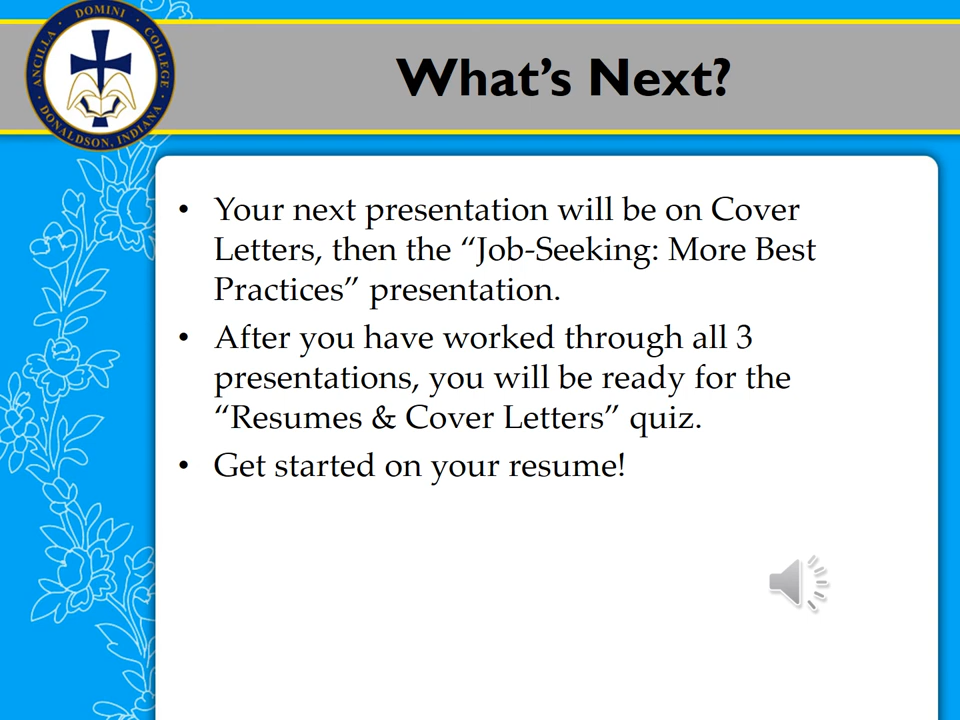 ANCILLA DOMINI COLLEGE
DONALDSON, INDIANA
What’s Next?
• Your next presentation will be on Cover
Letters, then the “Job-Seeking: More Best
Practices” presentation.
• After you have worked through all 3
presentations, you will be ready for the
“Resumes & Cover Letters” quiz.
• Get started on your resume!